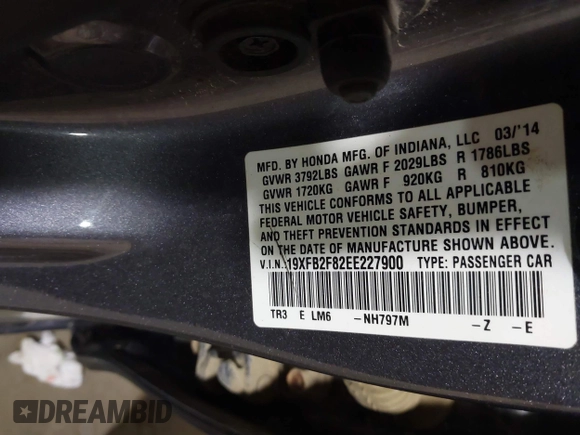 MFD. BY HONDA MFG. OF INDIANA, LLC 03/'14
GVWR 3792LBS GAWR F 2029LBS R 1786LBS
GVWR 1720KG GAWR F 920KG R 810KG
THIS VEHICLE CONFORMS TO ALL APPLICABLE
FEDERAL MOTOR VEHICLE SAFETY, BUMPER,
AND THEFT PREVENTION STANDARDS IN EFFECT
ON THE DATE OF MANUFACTURE SHOWN ABOVE.
V.I.N.:19XFB2F82EE227900 TYPE: PASSENGER CAR
TR3 E LM6 -NH797M -Z -E
DREAMBID